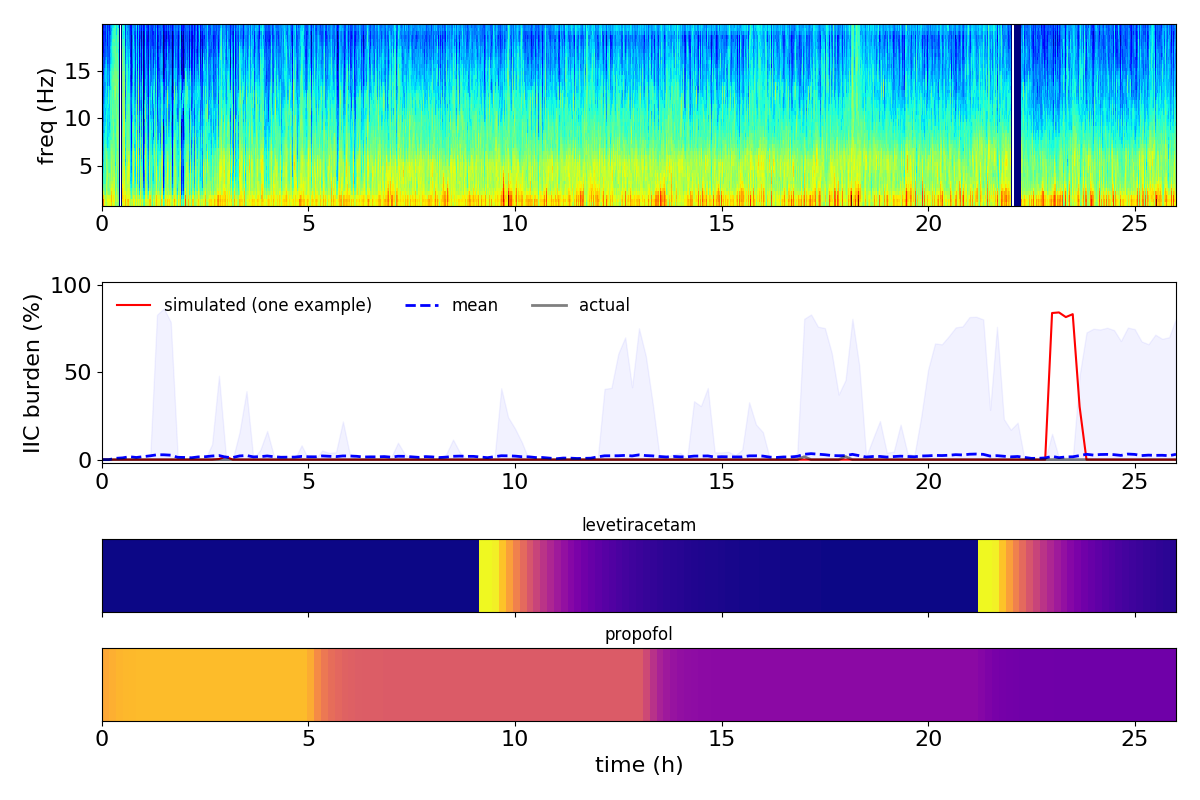 freq (Hz)
15
10
5
0 5 10 15 20 25
IIC burden (%)
100
50
0
simulated (one example) mean actual
0 5 10 15 20 25
levetiracetam
propofol
0 5 10 15 20 25
time (h)